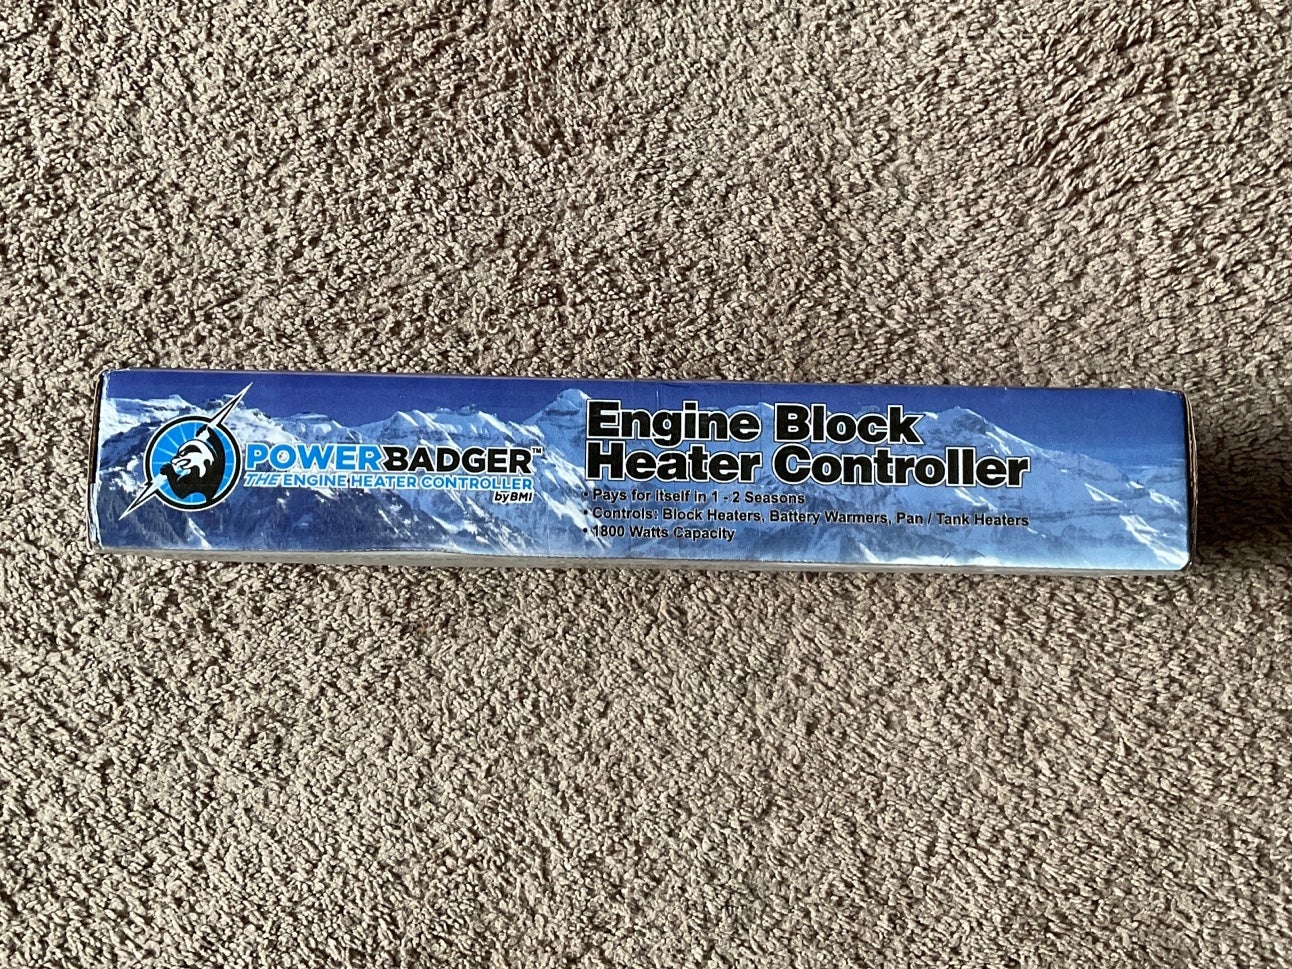 POWERBADGER™
THE ENGINE HEATER CONTROLLER
by BMI
Engine Block
Heater Controller
• Pays for itself in 1 - 2 Seasons
• Controls: Block Heaters, Battery Warmers, Pan / Tank Heaters
• 1800 Watts Capacity